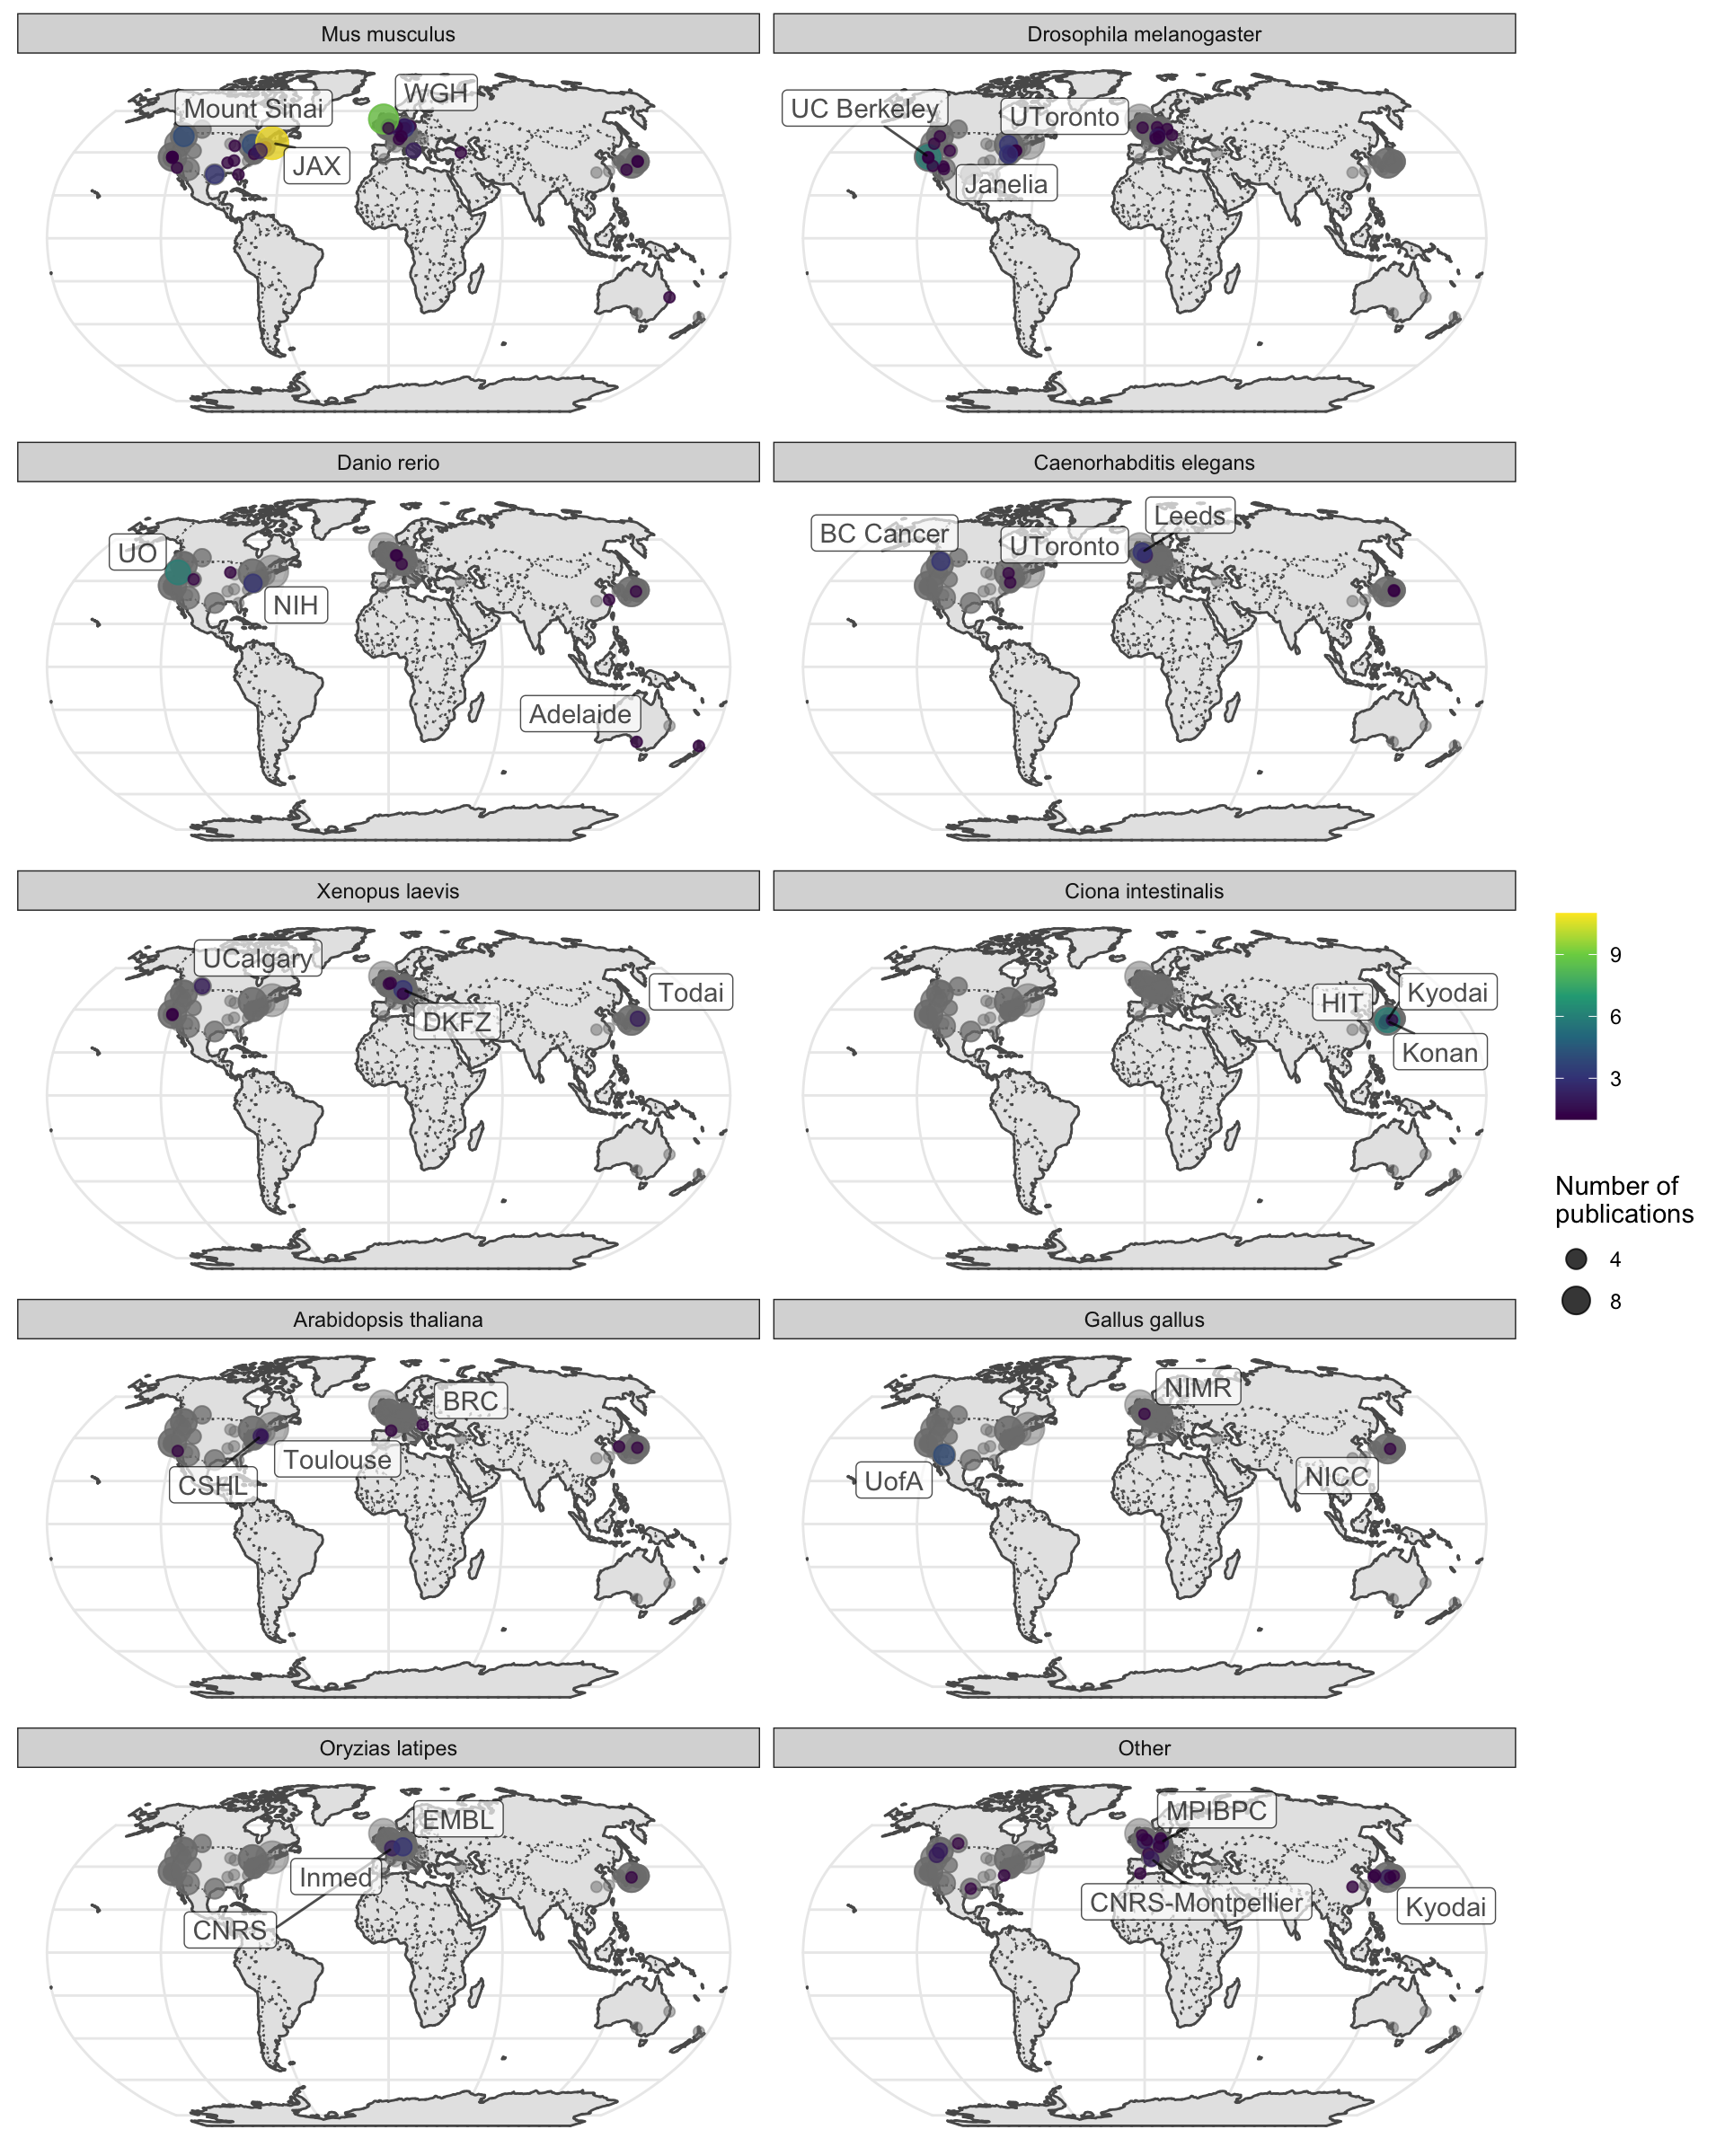 Mus musculus
Drosophila melanogaster
WGH
Mount Sinai
JAX
UC Berkeley
UToronto
Janelia
Danio rerio
Caenorhabditis elegans
UO
NIH
Adelaide
Leeds
BC Cancer
UToronto
Xenopus laevis
Ciona intestinalis
UCalgary
Todai
DKFZ
Kyodai
HIT
Konan
9
6
3
Number of
publications
4
8
Arabidopsis thaliana
Gallus gallus
BRC
Toulouse
CSHL
NIMR
NICC
UofA
Oryzias latipes
Other
EMBL
Inmed
CNRS
MPIBPC
CNRS-Montpellier
Kyodai